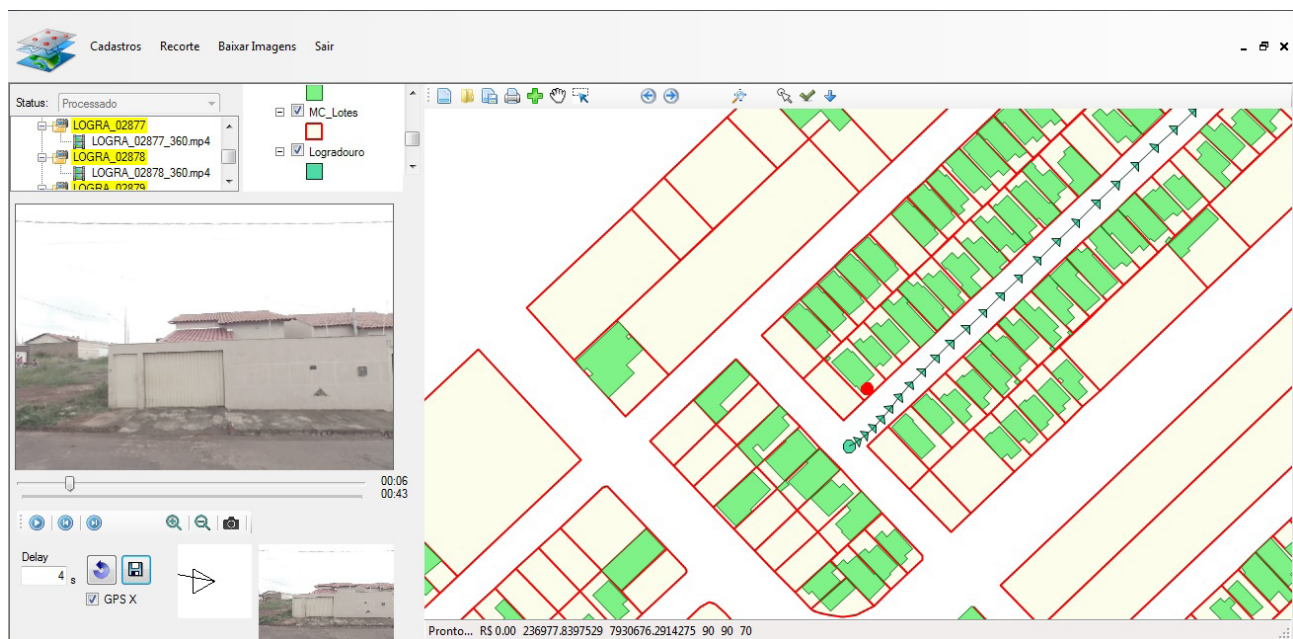 Cadastros Recorte Baixar Imagens Sair
Status: Processado
LOGRA_02877
LOGRA_02877_360.mp4
LOGRA_02878
LOGRA_02878_360.mp4
LOGRA_02879
MC_Lotes
Logradouro
00:06
00:43
Delay
4 s
GPS X
Pronto... R$ 0.00 236977.8397529 7930676.2914275 90 90 70